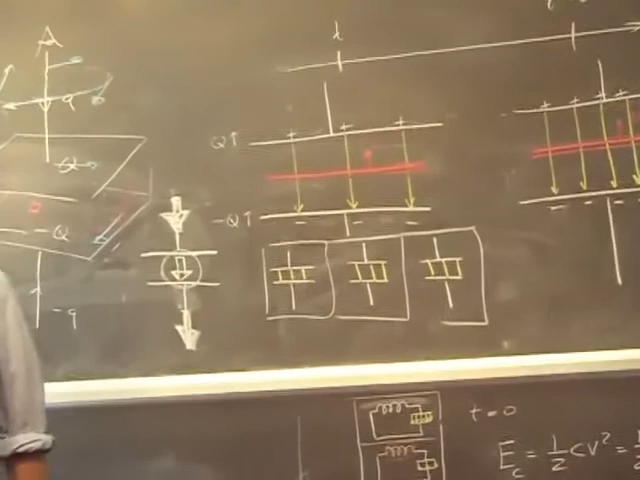 t
Q↑
-Q↑
q
Q
- Q
-q
+ + +
- - -
+ + + +
- - -
t=0
E_c = 1/2 CV² =